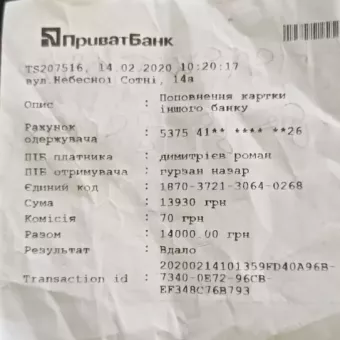 ПриватБанк
TS207516, 14.02.2020 10:20:17
вул.Небесної Сотні, 14а
Опис : Поповнення картки
іншого банку
Рахунок
одержувача : 5375 41** **** **26
ПІБ платника : димитрієв роман
ПІБ отримувача : гурзан назар
Єдиний код : 1870-3721-3064-0268
Сума : 13930 грн
Комісія : 70 грн
Разом : 14000.00 грн
Результат : Вдало
Transaction id : 20200214101359FD40A96B-
7340-0E72-96CB-
EF348C76B793